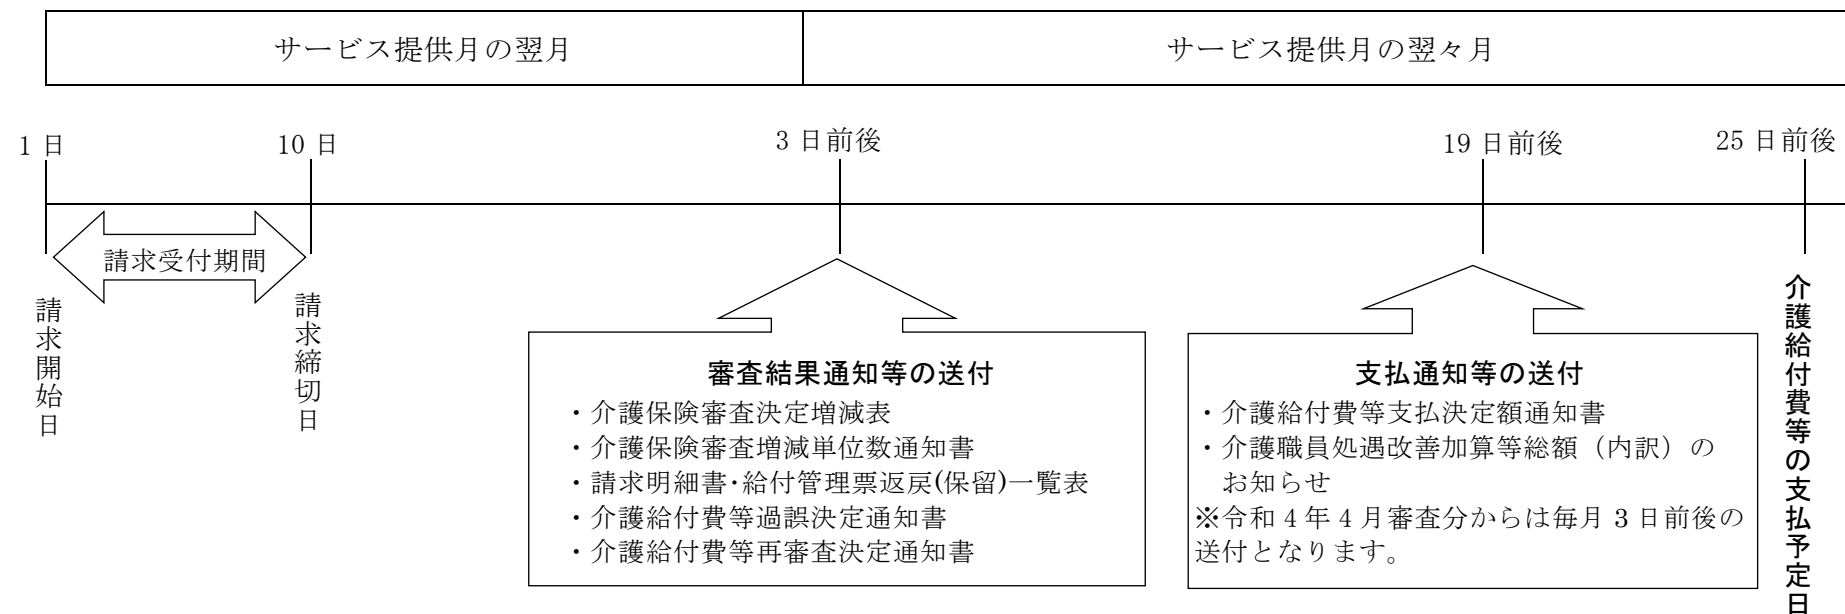 サービス提供月の翌月
サービス提供月の翌々月
1日
10日
3日前後
19日前後
25日前後
請求受付期間
請求開始日
請求締切日
審査結果通知等の送付
・介護保険審査決定増減表
・介護保険審査増減単位数通知書
・請求明細書・給付管理票返戻(保留)一覧表
・介護給付費等過誤決定通知書
・介護給付費等再審査決定通知書
支払通知等の送付
・介護給付費等支払決定額通知書
・介護職員処遇改善加算等総額（内訳）の
お知らせ
※令和4年4月審査分からは毎月3日前後の
送付となります。
介護給付費等の支払予定日